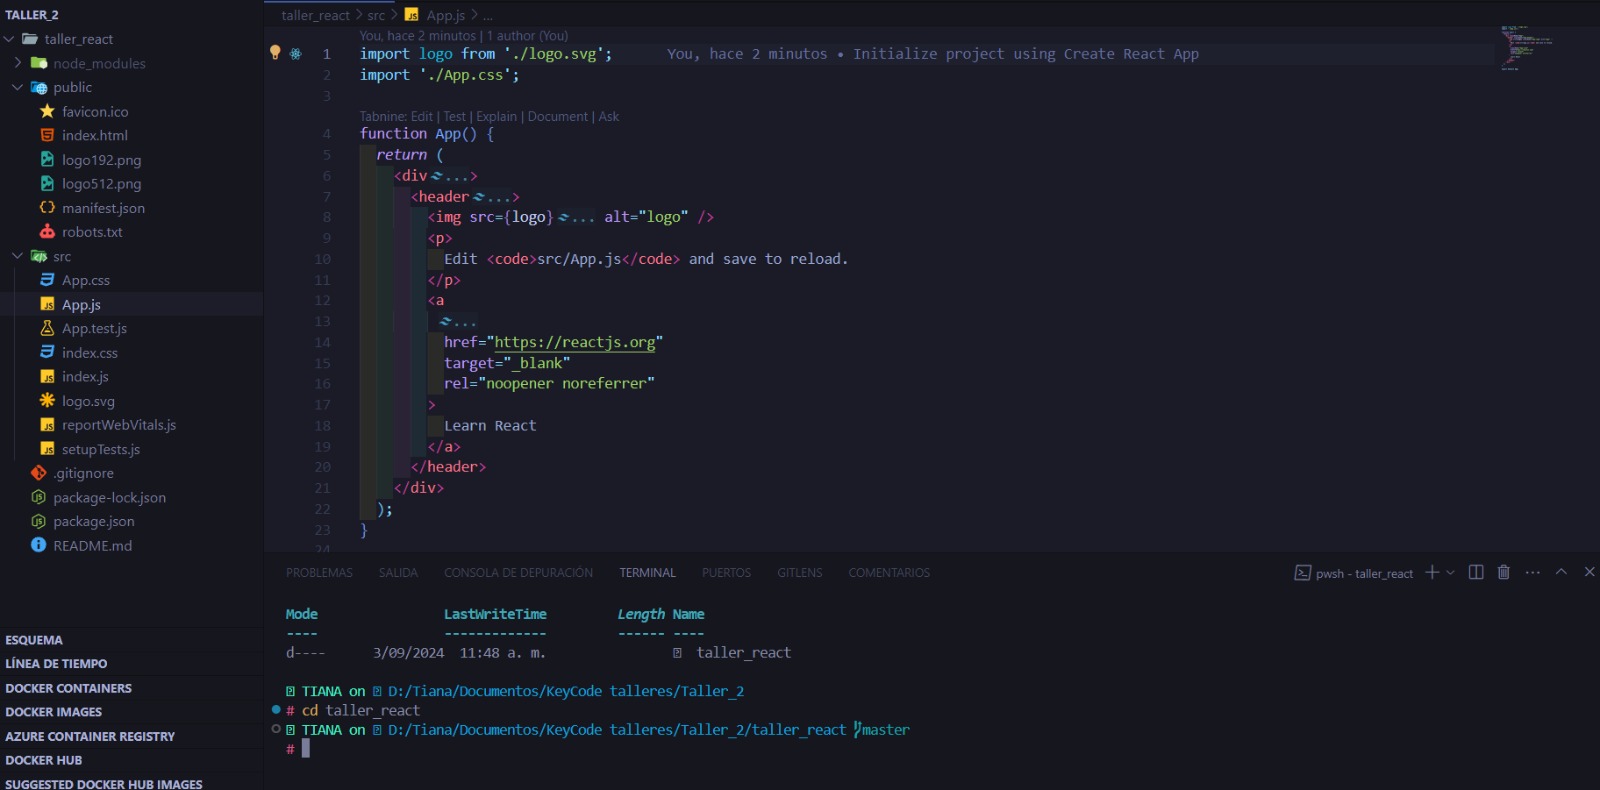 TALLER_2
taller_react
node_modules
public
favicon.ico
index.html
logo192.png
logo512.png
manifest.json
robots.txt
src
App.css
App.js
App.test.js
index.css
index.js
logo.svg
reportWebVitals.js
setupTests.js
.gitignore
package-lock.json
package.json
README.md
ESQUEMA
LÍNEA DE TIEMPO
DOCKER CONTAINERS
DOCKER IMAGES
AZURE CONTAINER REGISTRY
DOCKER HUB
SUGGESTED DOCKER HUB IMAGES
taller_react > src > JS App.js > ...
You, hace 2 minutos | 1 author (You)
1 import logo from './logo.svg'; You, hace 2 minutos • Initialize project using Create React App
2 import './App.css';
3
Tabnine: Edit | Test | Explain | Document | Ask
4 function App() {
5 return (
6 <div ...>
7 <header ...>
8 <img src={logo} ... alt="logo" />
9 <p>
10 Edit <code>src/App.js</code> and save to reload.
11 </p>
12 <a
13 ...
14 href="https://reactjs.org"
15 target="_blank"
16 rel="noopener noreferrer"
17 >
18 Learn React
19 </a>
20 </header>
21 </div>
22 );
23 }
24
PROBLEMAS SALIDA CONSOLA DE DEPURACIÓN TERMINAL PUERTOS GITLENS COMENTARIOS pwsh - taller_react
Mode LastWriteTime Length Name
---- ------------- ------ ----
d---- 3/09/2024 11:48 a. m. taller_react
TIANA on D:/Tiana/Documentos/KeyCode talleres/Taller_2
# cd taller_react
TIANA on D:/Tiana/Documentos/KeyCode talleres/Taller_2/taller_react master
#